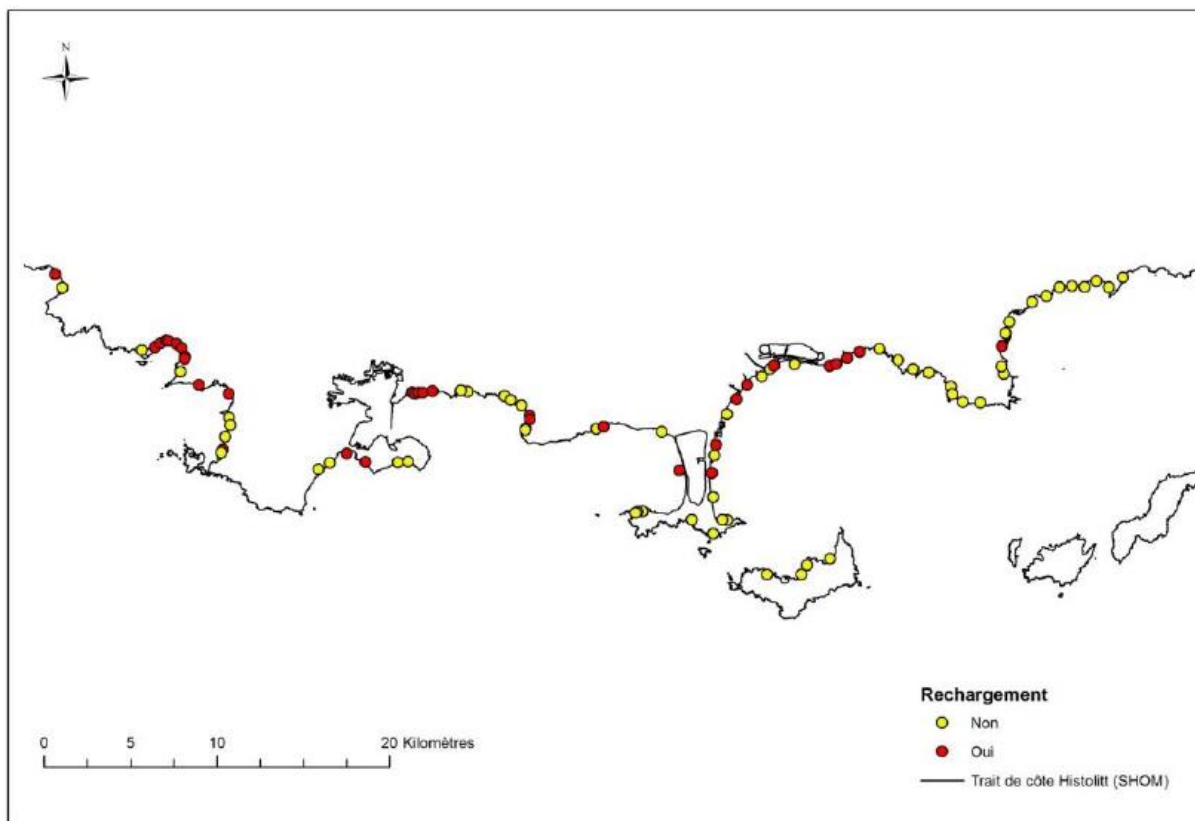 N
Rechargement
Non
Oui
Trait de côte Histolitt (SHOM)
0 5 10 20 Kilomètres